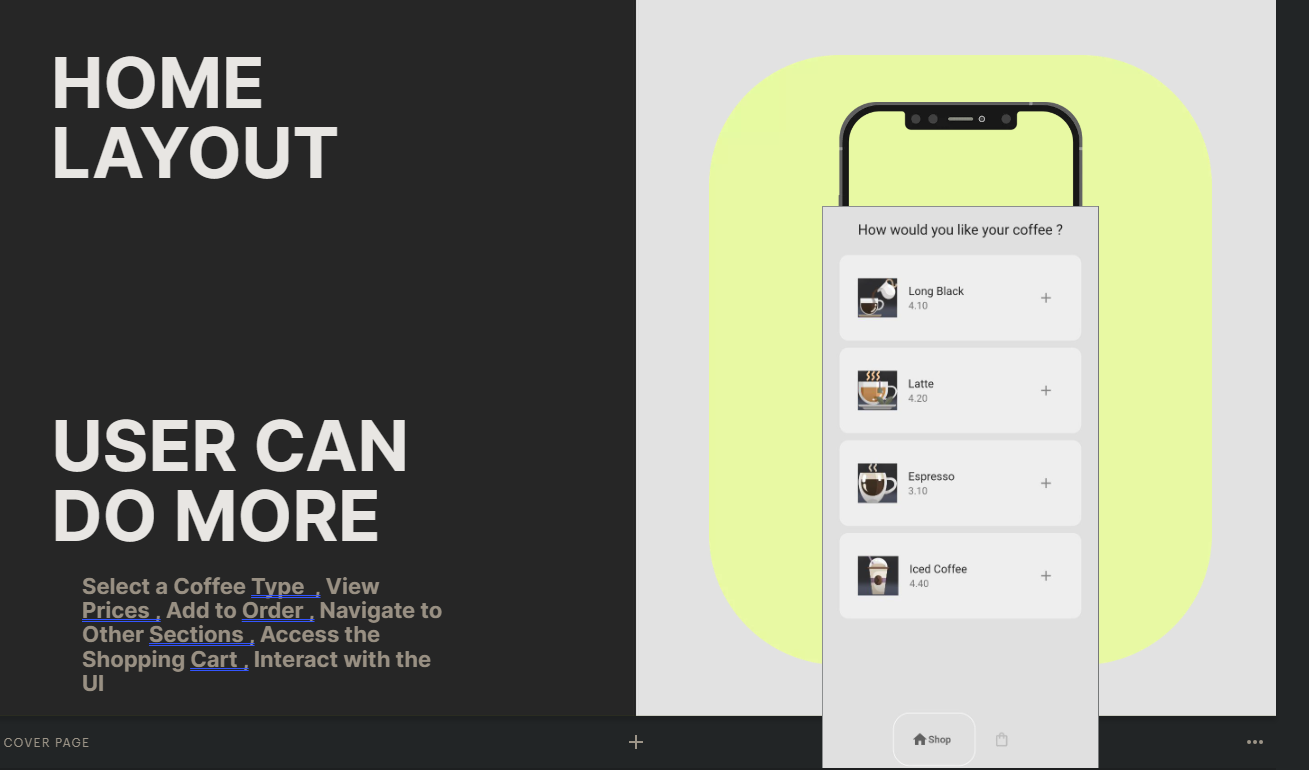 HOME
LAYOUT
USER CAN
DO MORE
Select a Coffee Type , View
Prices , Add to Order , Navigate to
Other Sections , Access the
Shopping Cart , Interact with the
UI
How would you like your coffee ?
Long Black
4.10
Latte
4.20
Espresso
3.10
Iced Coffee
4.40
Shop
COVER PAGE